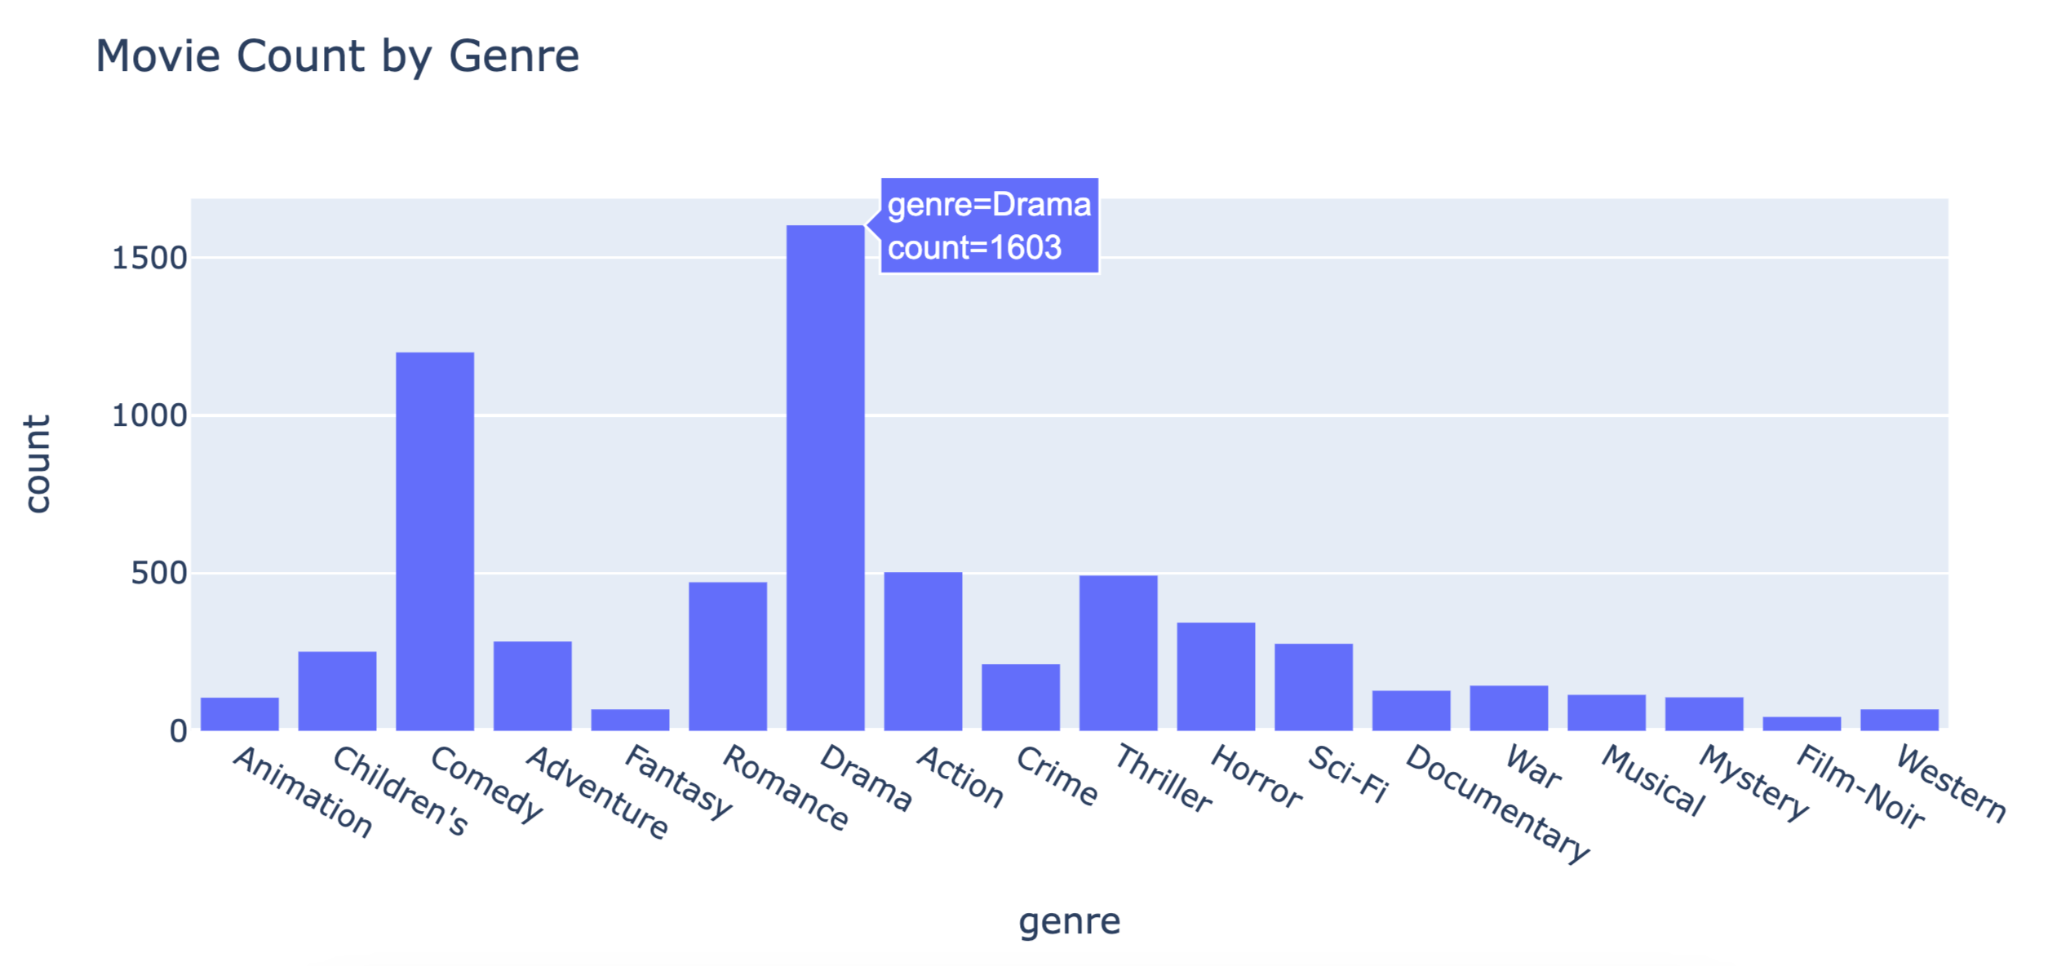 Movie Count by Genre
genre=Drama
count=1603
1500
1000
500
0
count
Animation
Children's
Comedy
Adventure
Fantasy
Romance
Drama
Action
Crime
Thriller
Horror
Sci-Fi
Documentary
War
Musical
Mystery
Film-Noir
Western
genre